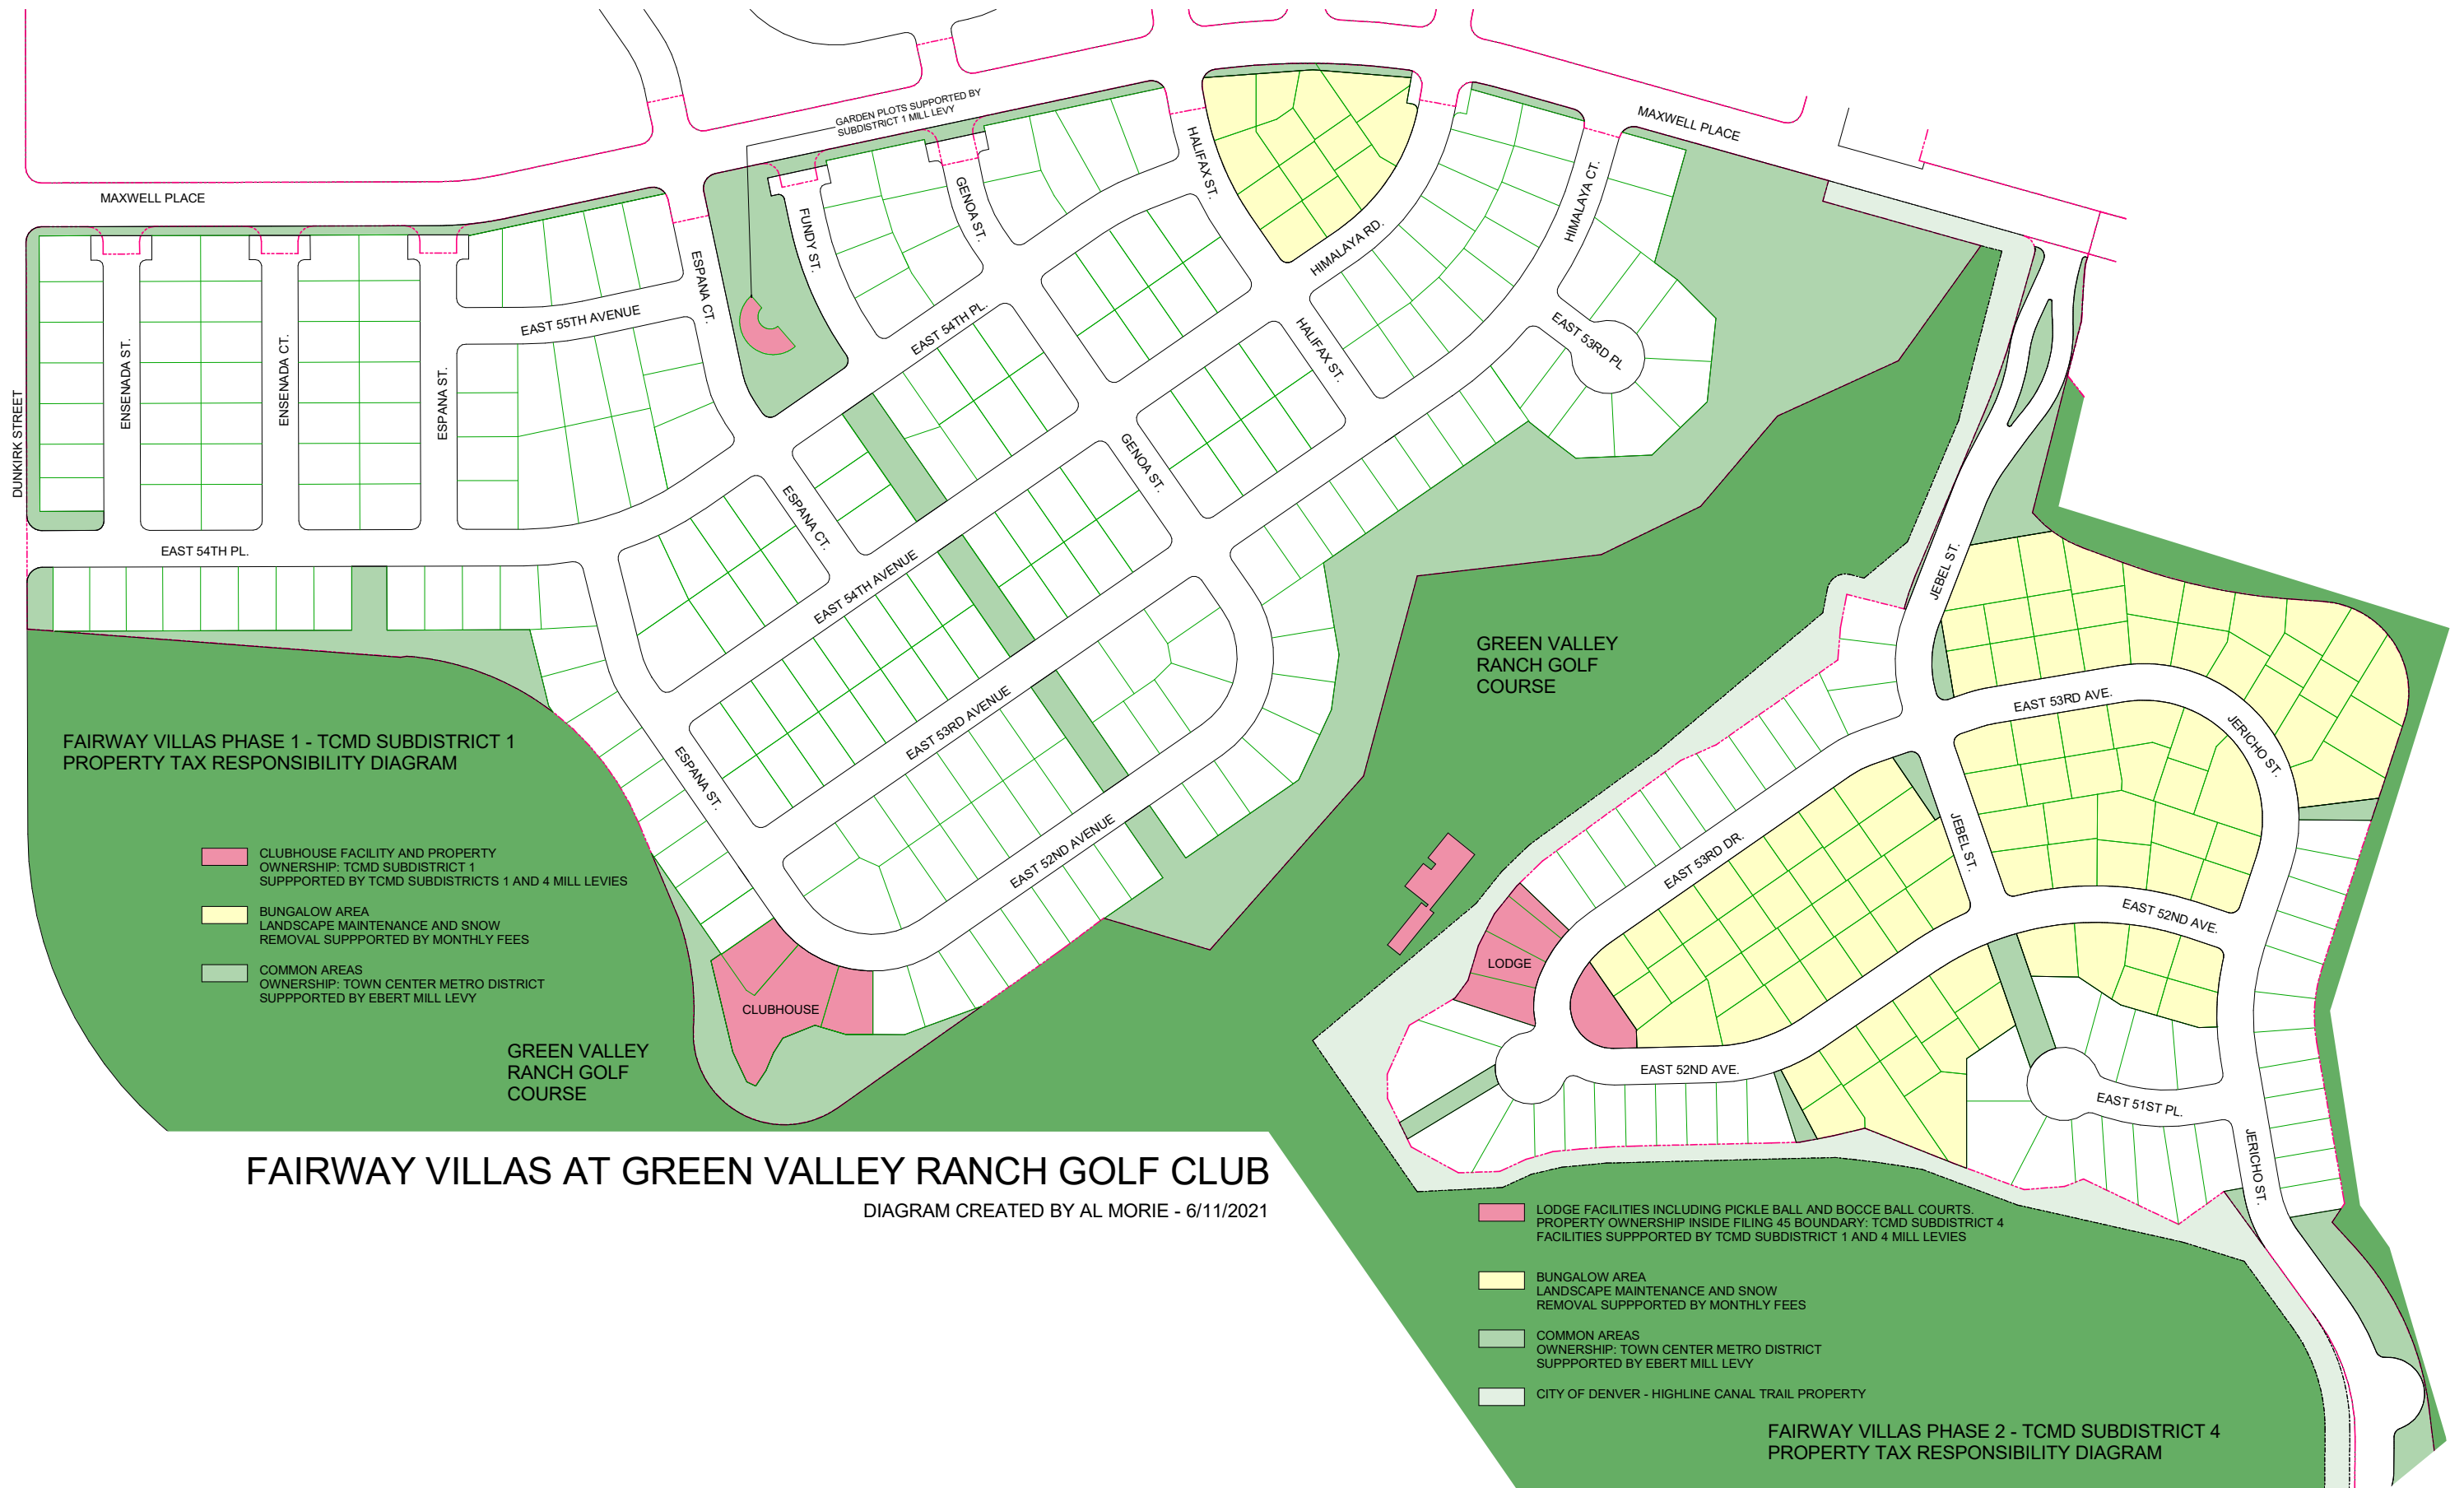 GARDEN PLOTS SUPPORTED BY
SUBDISTRICT 1 MILL LEVY
MAXWELL PLACE
MAXWELL PLACE
HALIFAX ST.
HIMALAYA RD.
HIMALAYA CT.
GENOA ST.
FUNDY ST.
ESPANA CT.
EAST 55TH AVENUE
EAST 54TH PL.
EAST 53RD PL
HALIFAX ST.
DUNKIRK STREET
ENSENADA ST.
ENSENADA CT.
ESPANA ST.
GENOA ST.
ESPANA CT.
EAST 54TH PL.
EAST 54TH AVENUE
JEBEL ST.
GREEN VALLEY
RANCH GOLF
COURSE
EAST 53RD AVENUE
EAST 53RD AVE.
JERICHO ST.
FAIRWAY VILLAS PHASE 1 - TCMD SUBDISTRICT 1
PROPERTY TAX RESPONSIBILITY DIAGRAM
ESPANA ST.
EAST 52ND AVENUE
EAST 53RD DR.
JEBEL ST.
CLUBHOUSE FACILITY AND PROPERTY
OWNERSHIP: TCMD SUBDISTRICT 1
SUPPPORTED BY TCMD SUBDISTRICTS 1 AND 4 MILL LEVIES
BUNGALOW AREA
LANDSCAPE MAINTENANCE AND SNOW
REMOVAL SUPPPORTED BY MONTHLY FEES
COMMON AREAS
OWNERSHIP: TOWN CENTER METRO DISTRICT
SUPPPORTED BY EBERT MILL LEVY
EAST 52ND AVE.
LODGE
CLUBHOUSE
GREEN VALLEY
RANCH GOLF
COURSE
EAST 52ND AVE.
EAST 51ST PL.
JERICHO ST.
FAIRWAY VILLAS AT GREEN VALLEY RANCH GOLF CLUB
DIAGRAM CREATED BY AL MORIE - 6/11/2021
LODGE FACILITIES INCLUDING PICKLE BALL AND BOCCE BALL COURTS.
PROPERTY OWNERSHIP INSIDE FILING 45 BOUNDARY: TCMD SUBDISTRICT 4
FACILITIES SUPPPORTED BY TCMD SUBDISTRICT 1 AND 4 MILL LEVIES
BUNGALOW AREA
LANDSCAPE MAINTENANCE AND SNOW
REMOVAL SUPPPORTED BY MONTHLY FEES
COMMON AREAS
OWNERSHIP: TOWN CENTER METRO DISTRICT
SUPPPORTED BY EBERT MILL LEVY
CITY OF DENVER - HIGHLINE CANAL TRAIL PROPERTY
FAIRWAY VILLAS PHASE 2 - TCMD SUBDISTRICT 4
PROPERTY TAX RESPONSIBILITY DIAGRAM